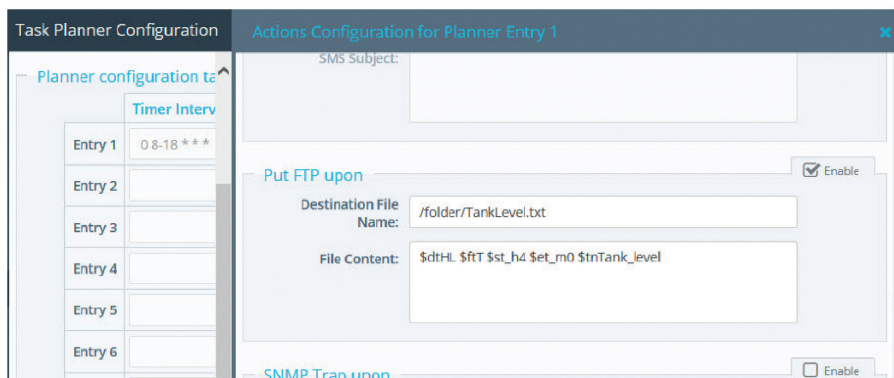 Task Planner Configuration
Actions Configuration for Planner Entry 1
Planner configuration ta
Timer Interv
Entry 1
0 8-18 * * *
Entry 2
Entry 3
Entry 4
Entry 5
Entry 6
SMS Subject:
Put FTP upon
Enable
Destination File
Name:
/folder/TankLevel.txt
File Content:
$dtHL $ftT $st_h4 $et_m0 $tnTank_level
SNMP Trap upon
Enable